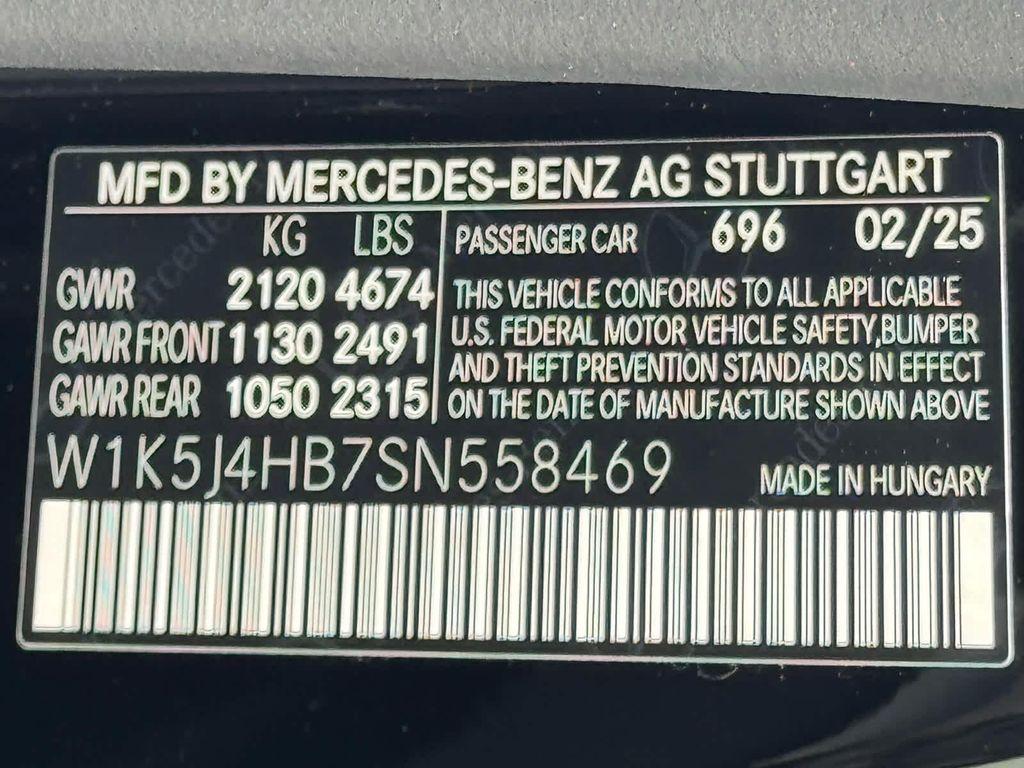 MFD BY MERCEDES-BENZ AG STUTTGART
KG LBS
GVWR 2120 4674
GAWR FRONT 1130 2491
GAWR REAR 1050 2315
PASSENGER CAR 696 02/25
THIS VEHICLE CONFORMS TO ALL APPLICABLE
U.S. FEDERAL MOTOR VEHICLE SAFETY, BUMPER
AND THEFT PREVENTION STANDARDS IN EFFECT
ON THE DATE OF MANUFACTURE SHOWN ABOVE
W1K5J4HB7SN558469
MADE IN HUNGARY